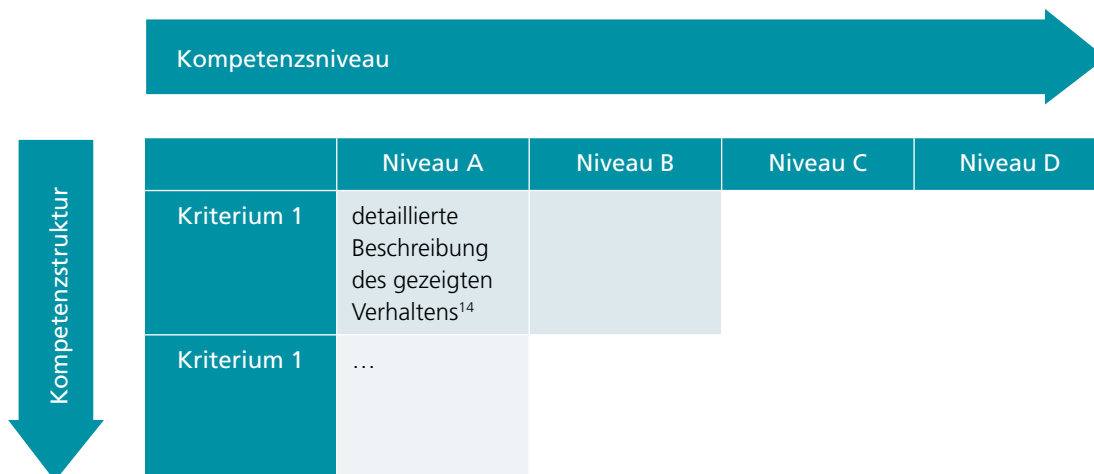 Kompetenzsniveau
Kompetenzstruktur
Niveau A
Niveau B
Niveau C
Niveau D
Kriterium 1
detaillierte
Beschreibung
des gezeigten
Verhaltens14
Kriterium 1
…